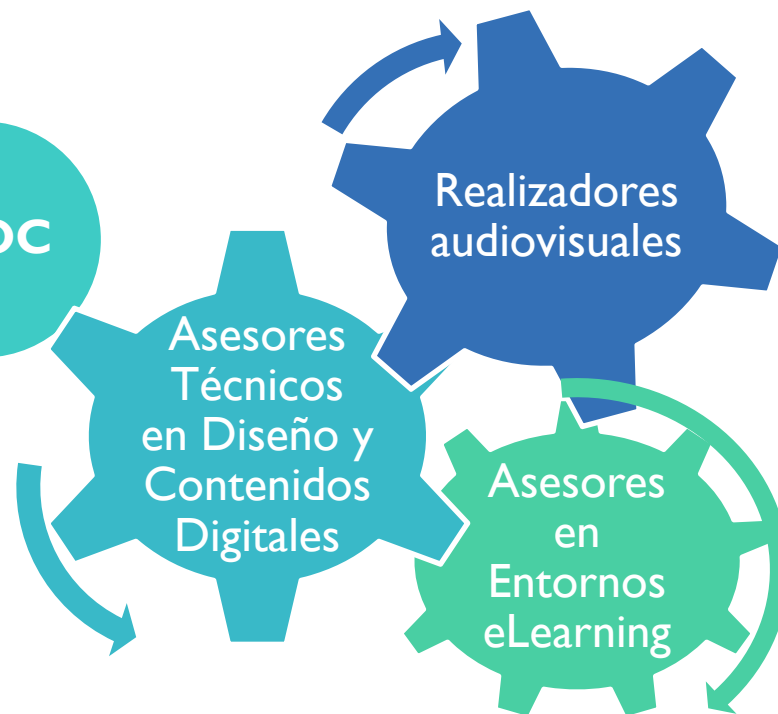 Realizadores
audiovisuales
Asesores
Técnicos
en Diseño y
Contenidos
Digitales
Asesores
en
Entornos
eLearning